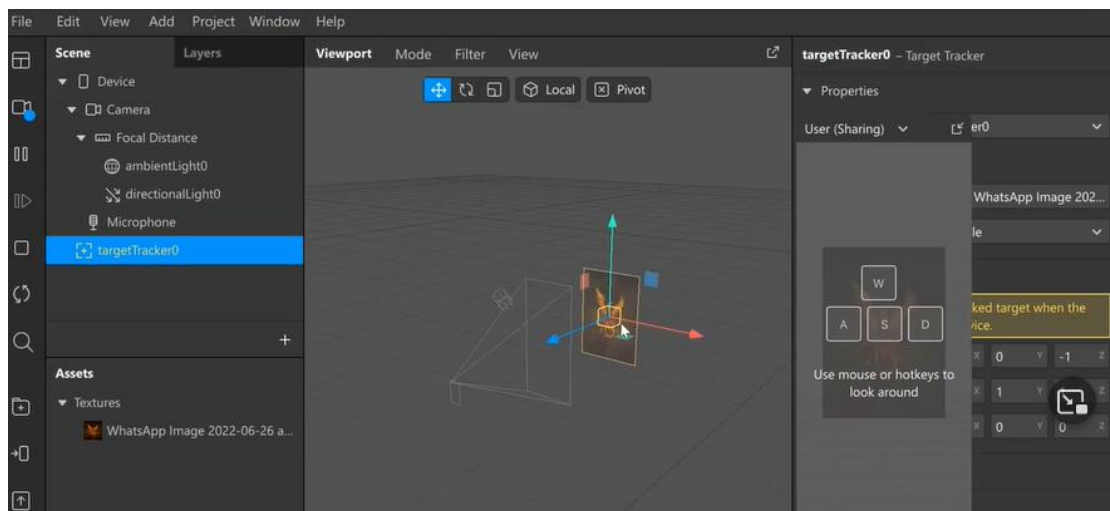 File Edit View Add Project Window Help
Scene Layers
Device
Camera
Focal Distance
ambientLight0
directionalLight0
Microphone
targetTracker0
+
Assets
Textures
WhatsApp Image 2022-06-26 a...
Viewport Mode Filter View
Local Pivot
targetTracker0 – Target Tracker
Properties
User (Sharing)
er0
WhatsApp Image 202...
le
W
A S D
Use mouse or hotkeys to
look around
ked target when the
vice.
X 0 Y -1 Z
X 1 Y Z
X 0 Y 0 Z